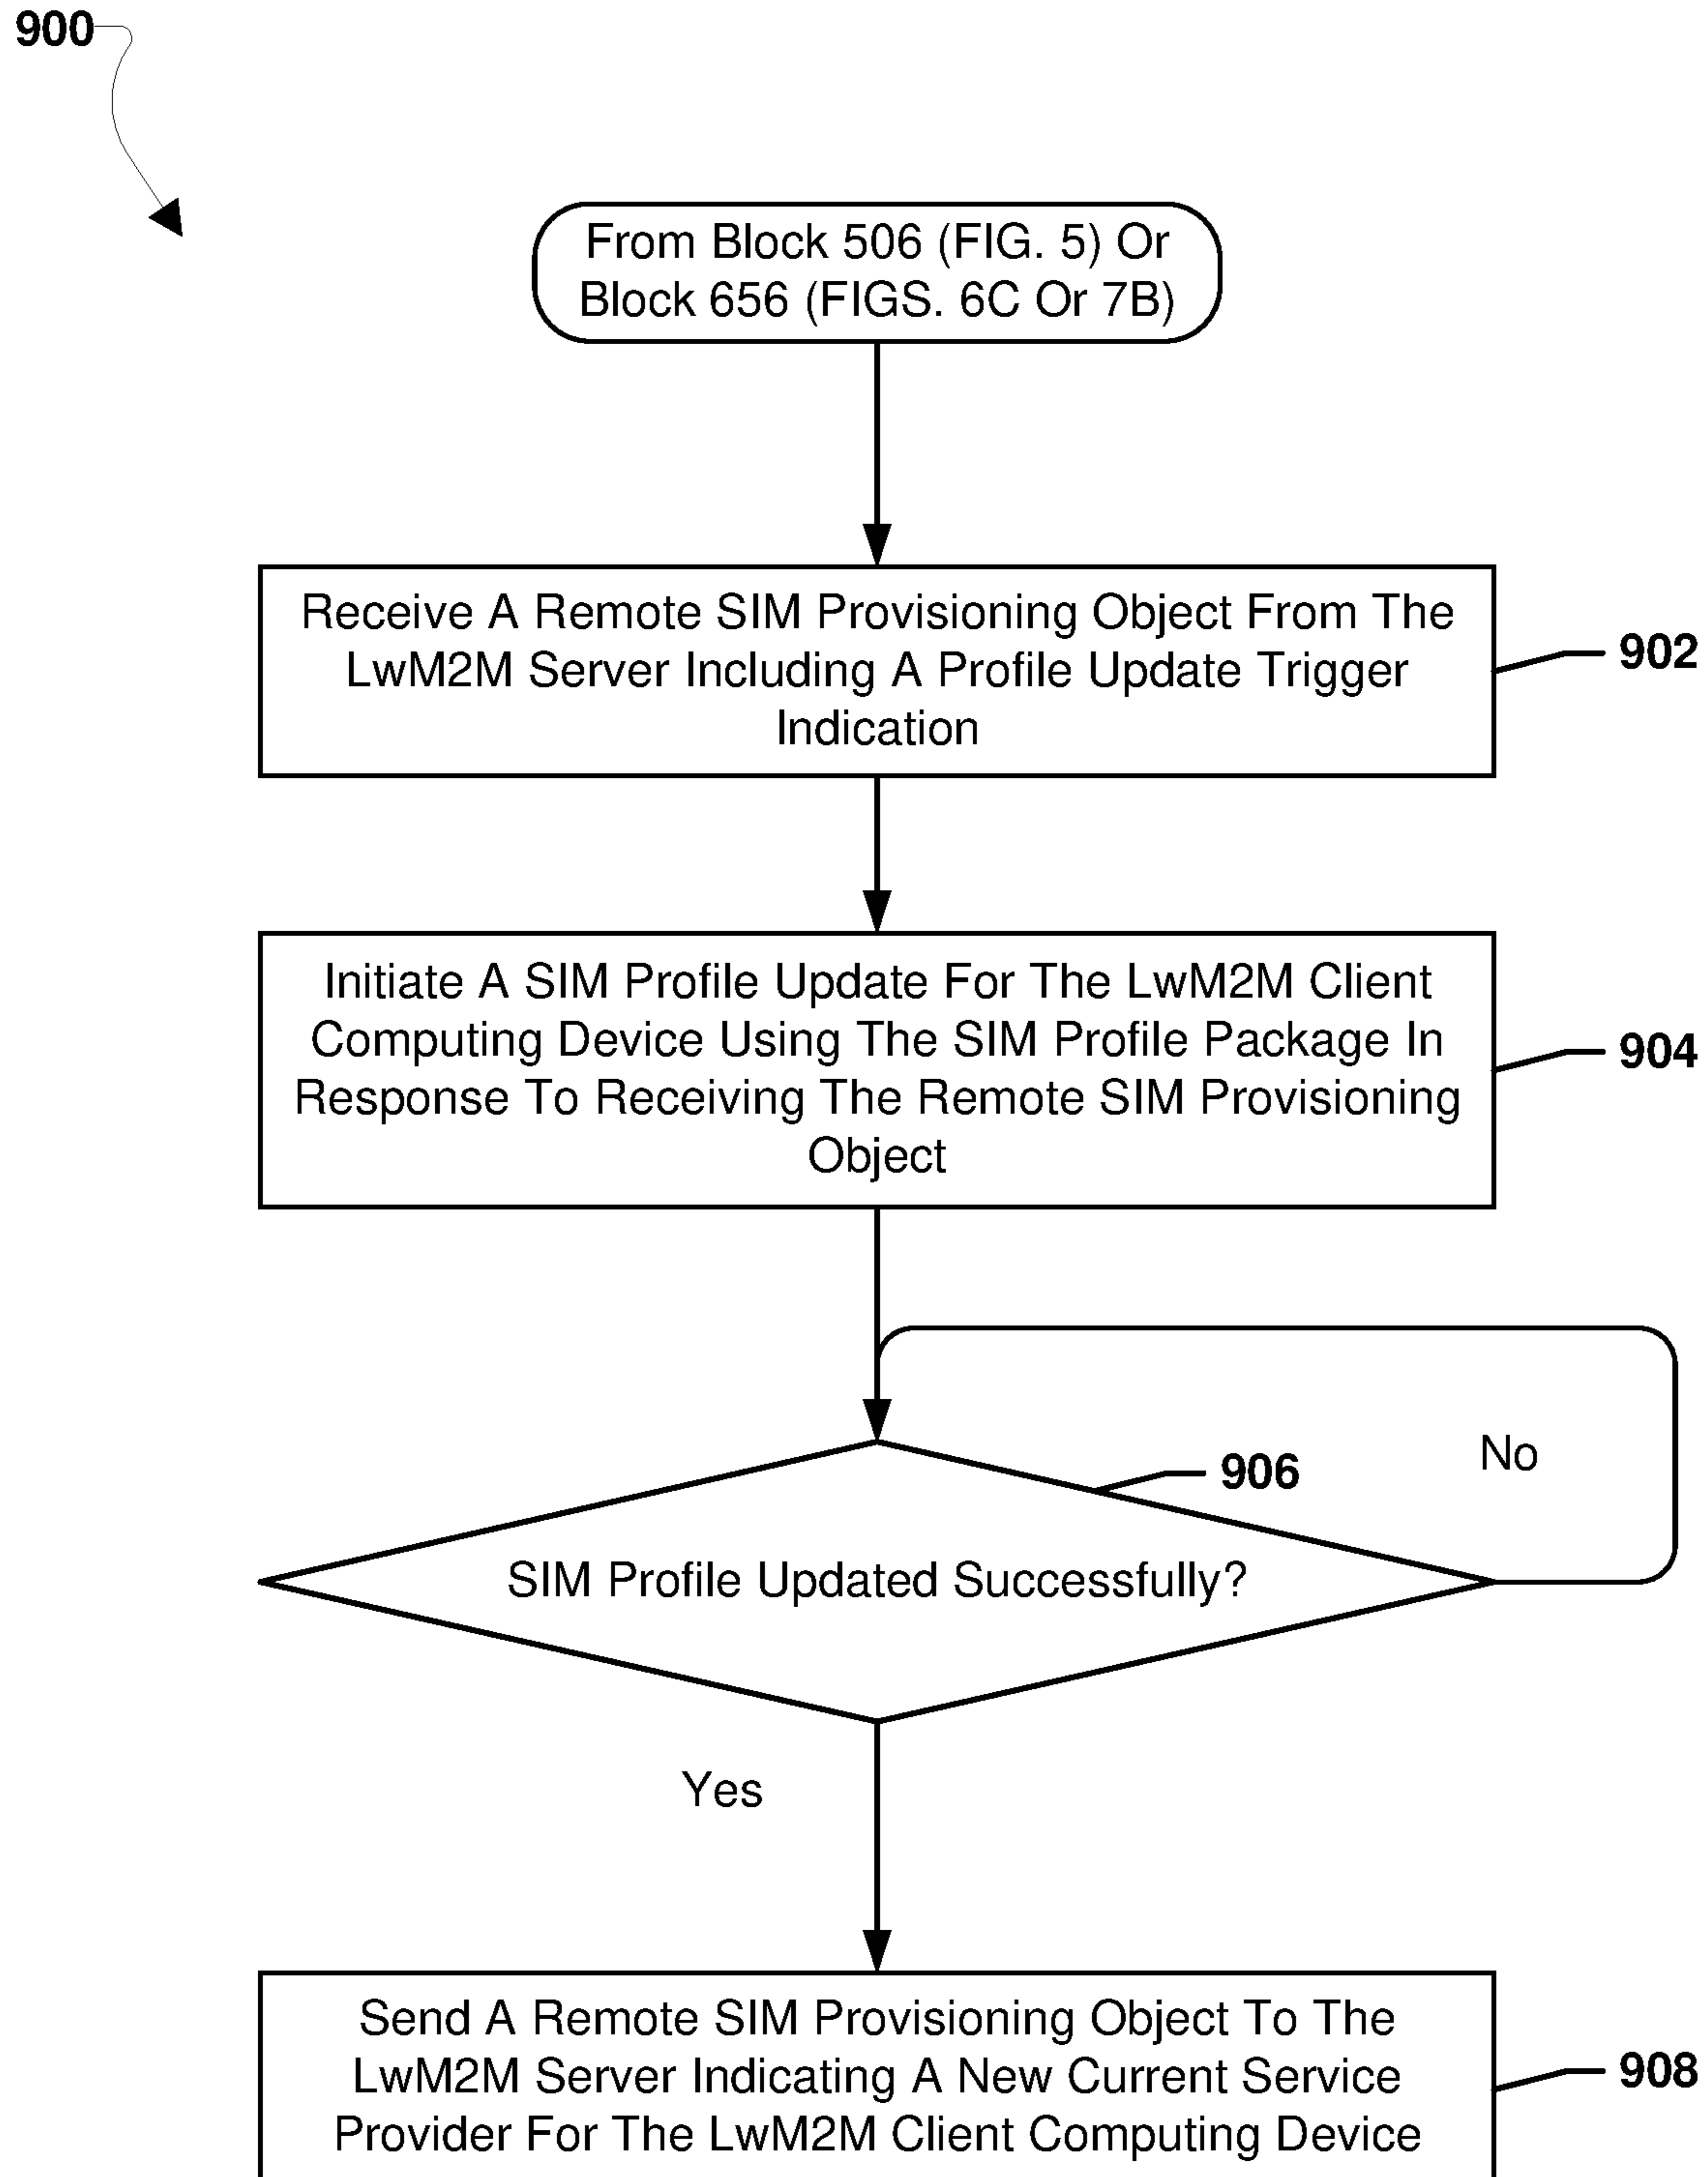 900
From Block 506 (FIG. 5) Or
Block 656 (FIGS. 6C Or 7B)
Receive A Remote SIM Provisioning Object From The
LwM2M Server Including A Profile Update Trigger
Indication
902
Initiate A SIM Profile Update For The LwM2M Client
Computing Device Using The SIM Profile Package In
Response To Receiving The Remote SIM Provisioning
Object
904
No
906
SIM Profile Updated Successfully?
Yes
Send A Remote SIM Provisioning Object To The
LwM2M Server Indicating A New Current Service
Provider For The LwM2M Client Computing Device
908